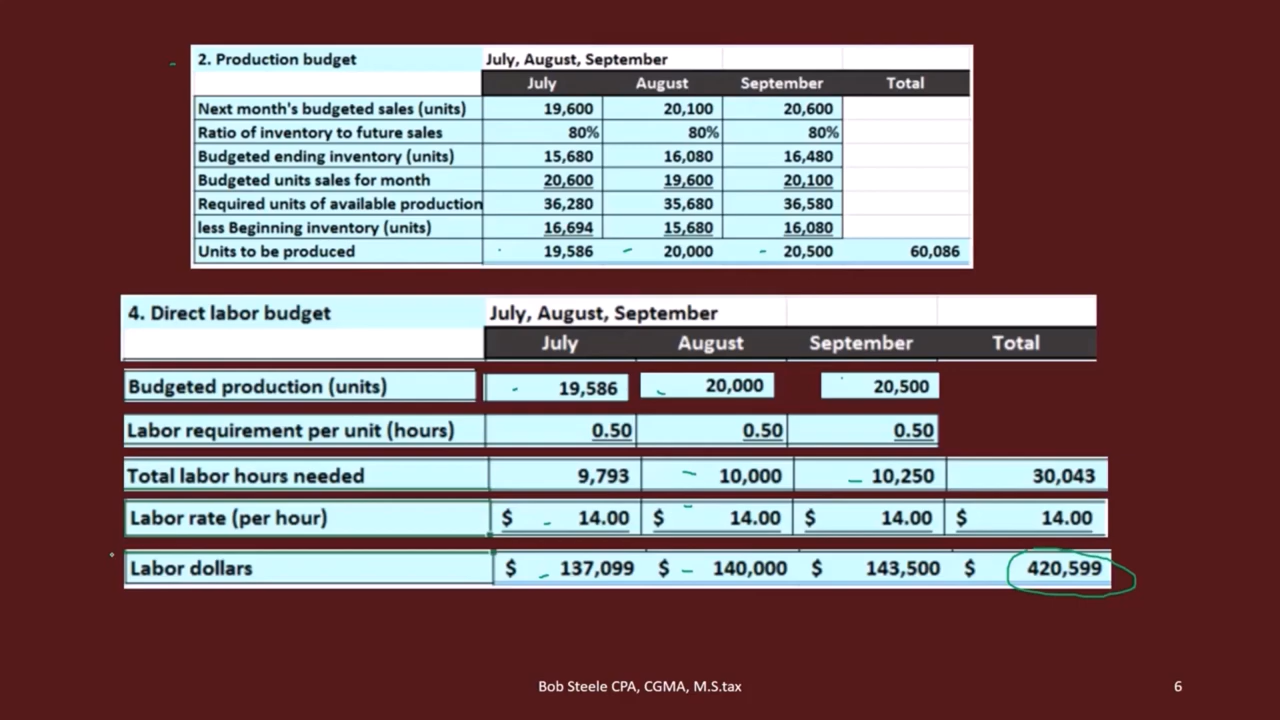 2. Production budget July, August, September
July August September Total
Next month's budgeted sales (units) 19,600 20,100 20,600
Ratio of inventory to future sales 80% 80% 80%
Budgeted ending inventory (units) 15,680 16,080 16,480
Budgeted units sales for month 20,600 19,600 20,100
Required units of available production 36,280 35,680 36,580
less Beginning inventory (units) 16,694 15,680 16,080
Units to be produced 19,586 20,000 20,500 60,086
4. Direct labor budget July, August, September
July August September Total
Budgeted production (units) 19,586 20,000 20,500
Labor requirement per unit (hours) 0.50 0.50 0.50
Total labor hours needed 9,793 10,000 10,250 30,043
Labor rate (per hour) $ 14.00 $ 14.00 $ 14.00 $ 14.00
Labor dollars $ 137,099 $ 140,000 $ 143,500 $ 420,599
Bob Steele CPA, CGMA, M.S.tax 6